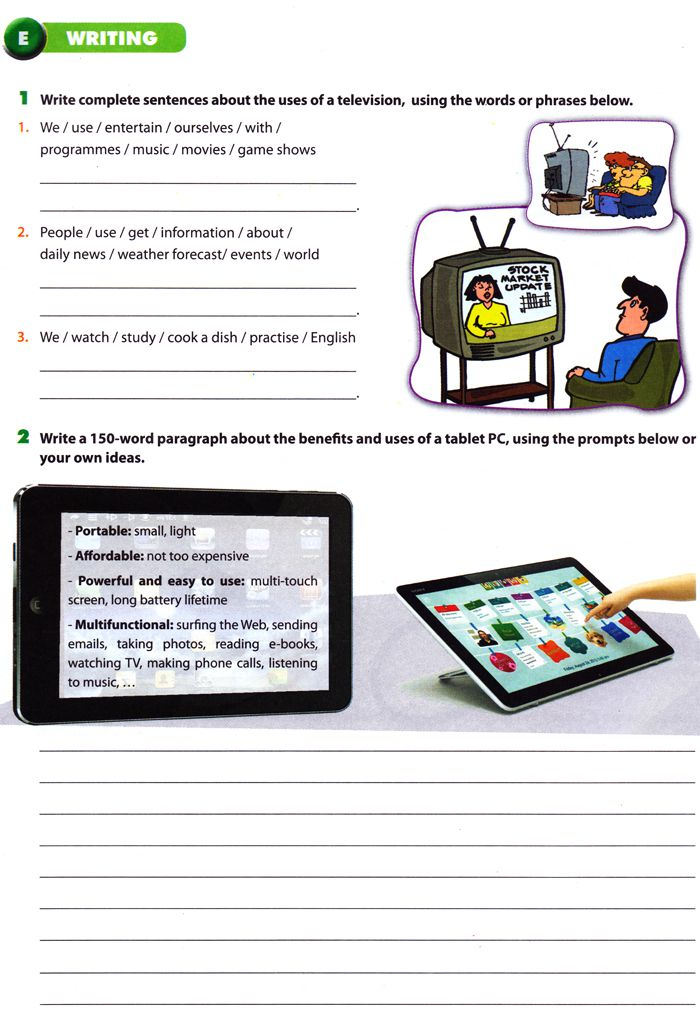 E WRITING
1 Write complete sentences about the uses of a television, using the words or phrases below.
1. We / use / entertain / ourselves / with /
programmes / music / movies / game shows
.
2. People / use / get / information / about /
daily news / weather forecast/ events / world
.
3. We / watch / study / cook a dish / practise / English
.
STOCK
MARKET
UPDATE
2 Write a 150-word paragraph about the benefits and uses of a tablet PC, using the prompts below or
your own ideas.
- Portable: small, light
- Affordable: not too expensive
- Powerful and easy to use: multi-touch
screen, long battery lifetime
- Multifunctional: surfing the Web, sending
emails, taking photos, reading e-books,
watching TV, making phone calls, listening
to music, ...